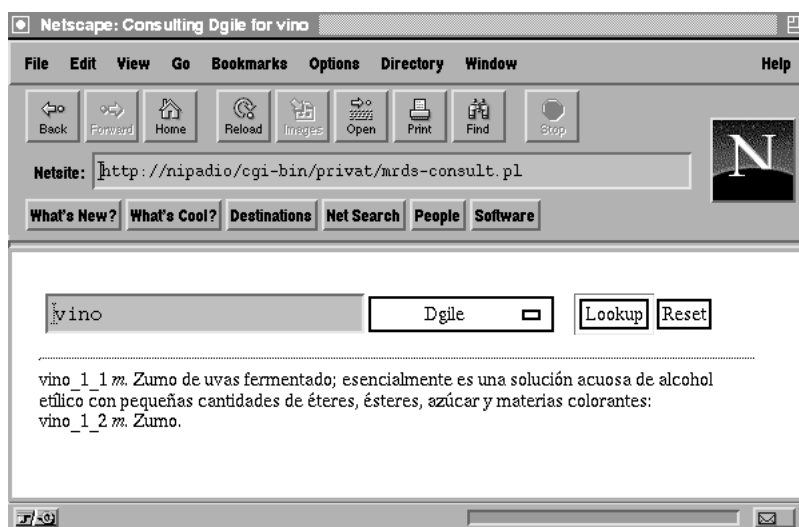 Netscape: Consulting Dgile for vino
File Edit View Go Bookmarks Options Directory Window Help
Back Forward Home Reload Images Open Print Find Stop
N
Netsite: http://nipadio/cgi-bin/privat/mrds-consult.pl
What's New? What's Cool? Destinations Net Search People Software
vino Dgile Lookup Reset
vino_1_1 m. Zumo de uvas fermentado; esencialmente es una solución acuosa de alcohol
etílico con pequeñas cantidades de éteres, ésteres, azúcar y materias colorantes:
vino_1_2 m. Zumo.